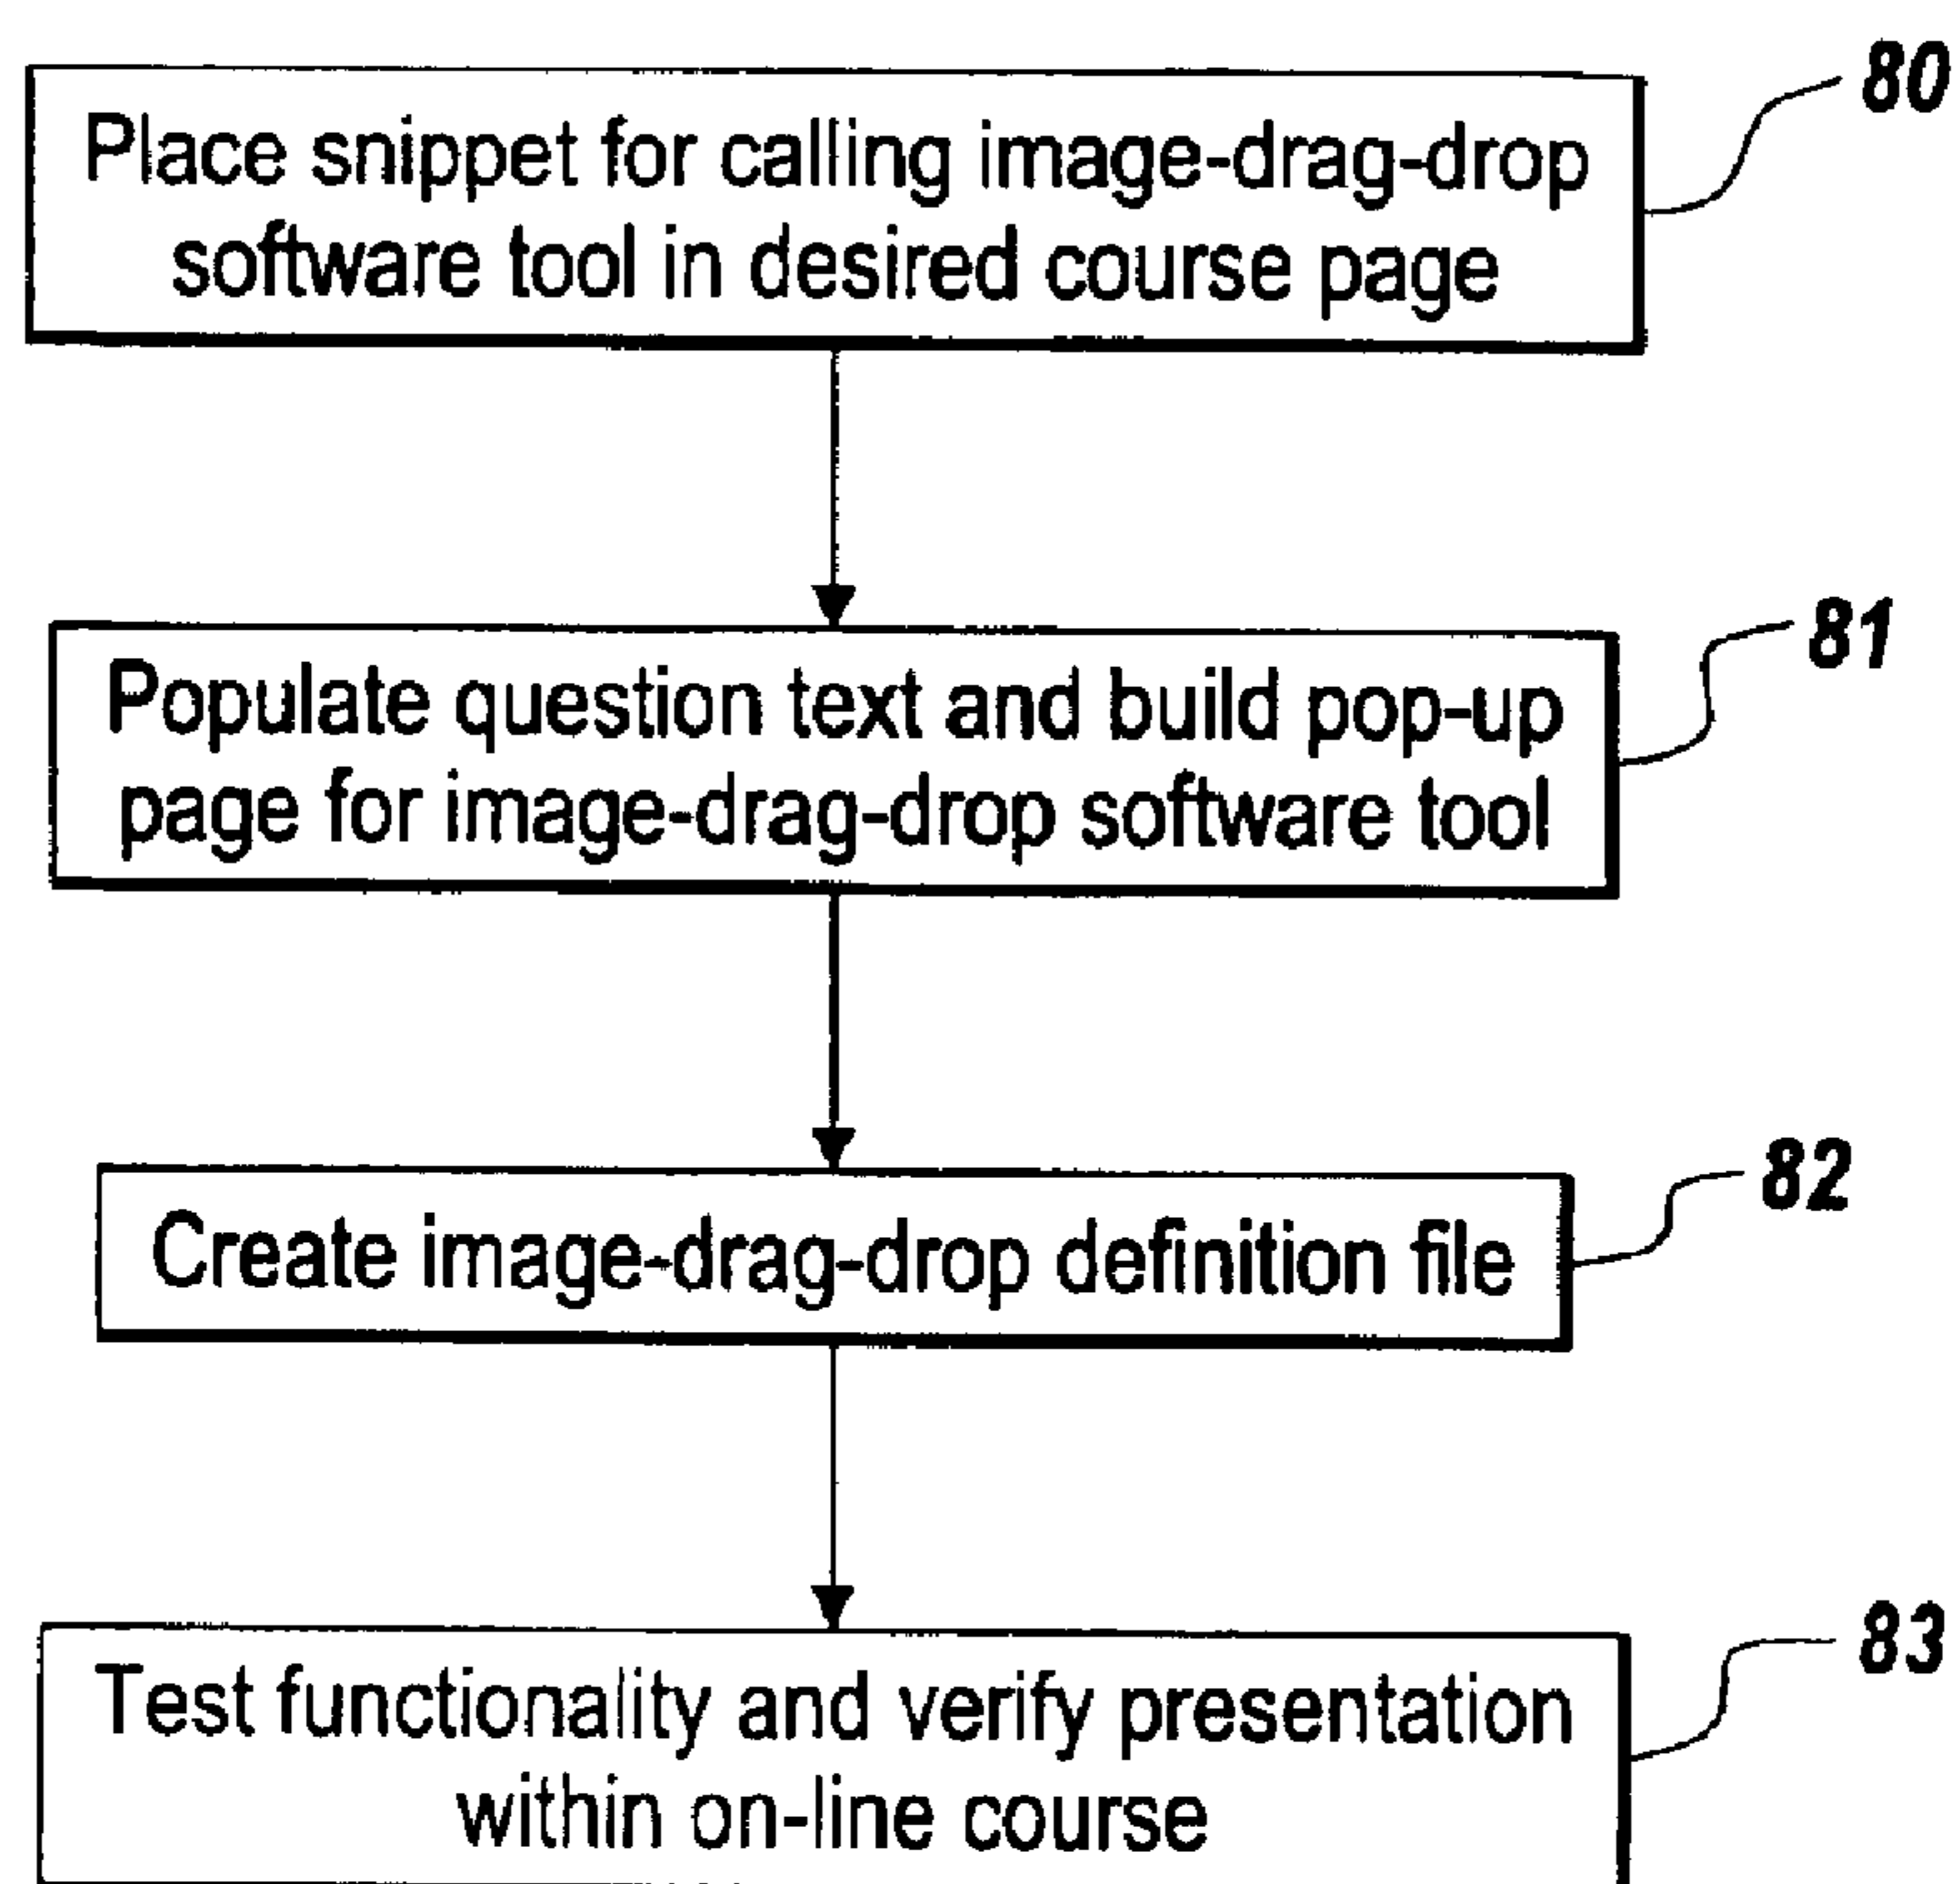 80
Place snippet for calling image-drag-drop
software tool in desired course page
81
Populate question text and build pop-up
page for image-drag-drop software tool
82
Create image-drag-drop definition file
83
Test functionality and verify presentation
within on-line course